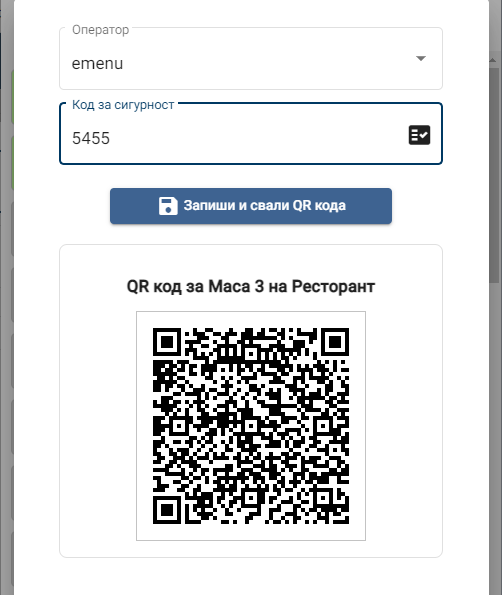 Оператор
emenu
Код за сигурност
5455
Запиши и свали QR кода
QR код за Маса 3 на Ресторант